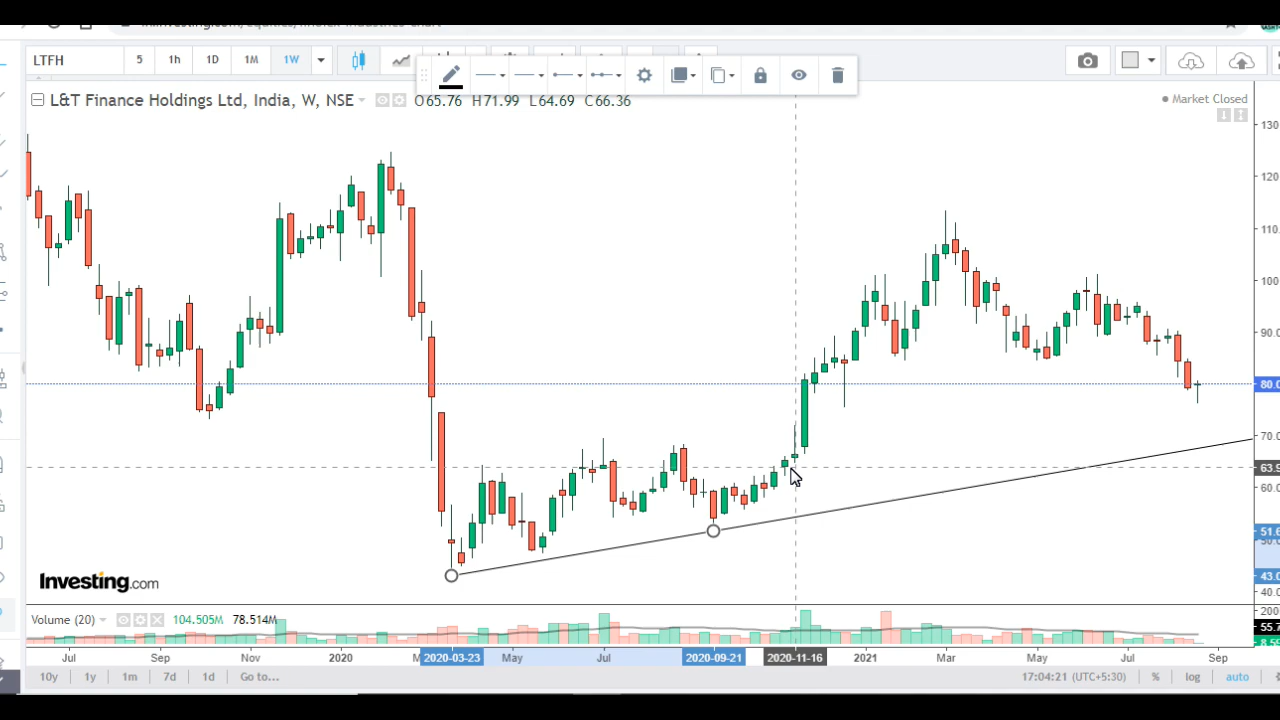 LTFH 5 1h 1D 1M 1W
L&T Finance Holdings Ltd, India, W, NSE O65.76 H71.99 L64.69 C66.36
Market Closed
130
120
110.
100
90.0
80.0
70.0
63.9
60.0
51.6
50.0
43.0
40.0
Investing.com
Volume (20) 104.505M 78.514M
200
55.7
Jul Sep Nov 2020 2020-03-23 May Jul 2020-09-21 2020-11-16 2021 Mar May Jul Sep
10y 1y 1m 7d 1d Go to... 17:04:21 (UTC+5:30) % log auto